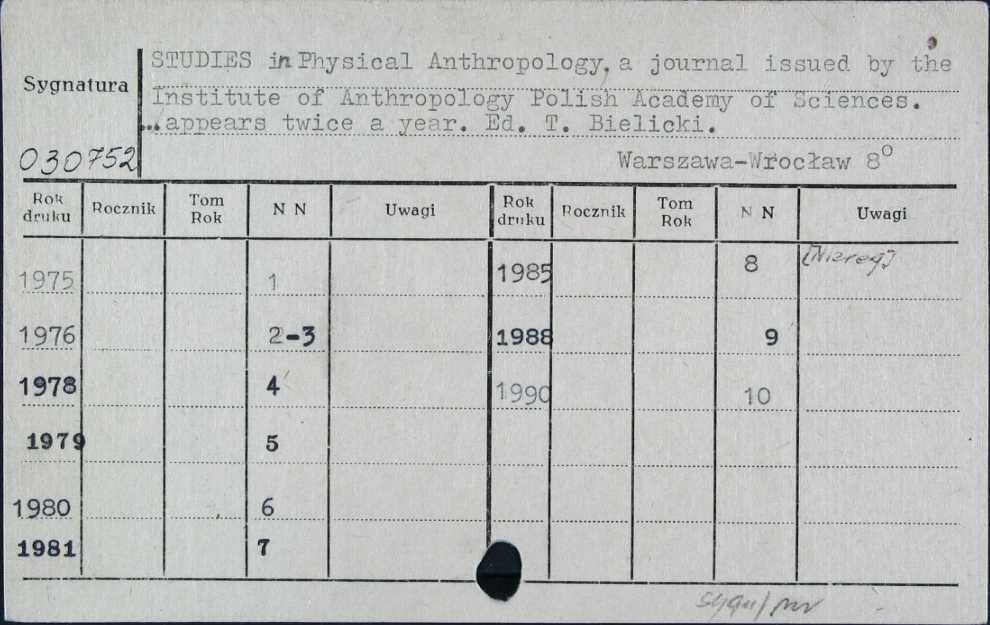 STUDIES in Physical Anthropology, a journal issued by the
Sygnatura
Institute of Anthropology Polish Academy of Sciences.
...appears twice a year. Ed. T. Bielicki.
030752
Warszawa-Wrocław 8°
Rok druku Rocznik Tom Rok N N Uwagi Rok druku Rocznik Tom Rok N N Uwagi
1975 1 1985 8 [Niereg]
1976 2-3 1988 9
1978 4 1990 10
1979 5
1980 6
1981 7